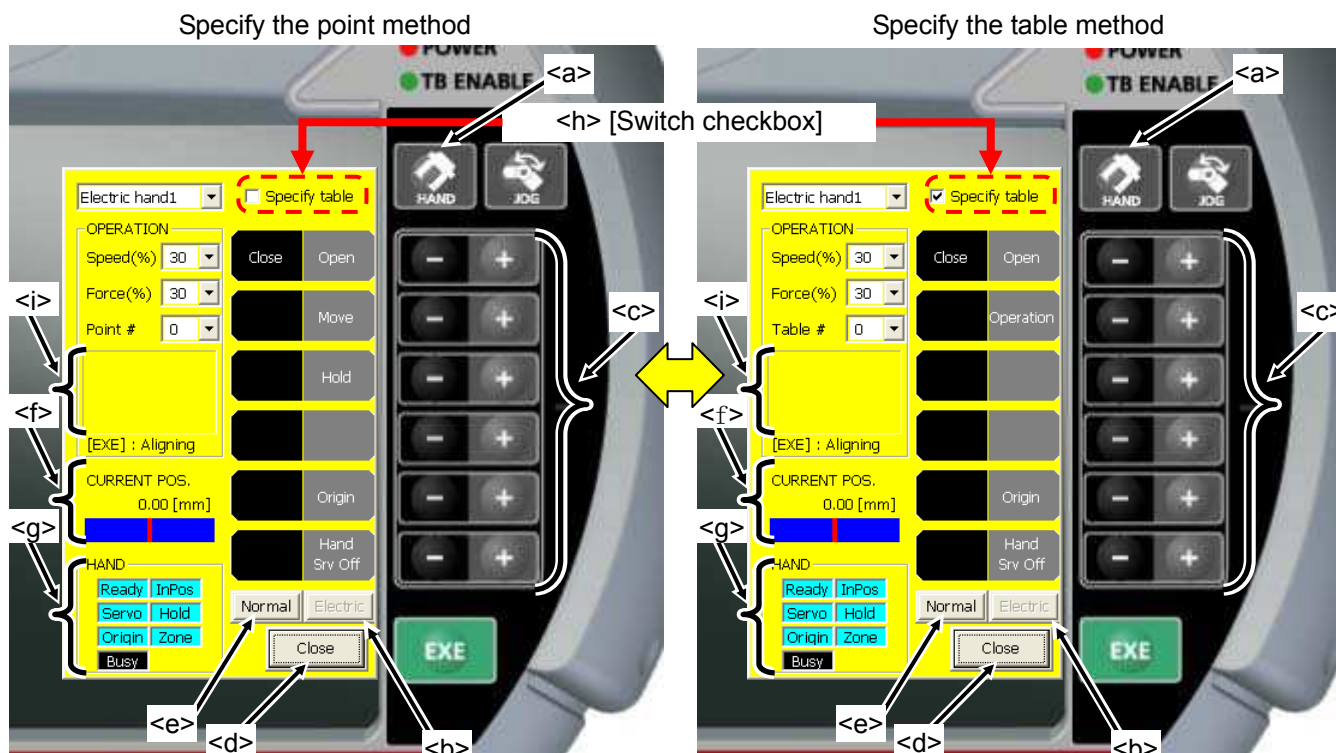 Specify the point method
Specify the table method
POWER
TB ENABLE
<a>
<h> [Switch checkbox]
Electric hand1
Specify table
HAND
JOG
OPERATION
Speed(%) 30
Close
Open
Force(%) 30
Move
Point # 0
<i>
<c>
Hold
<f>
[EXE] : Aligning
CURRENT POS.
0.00 [mm]
Origin
<g>
HAND
Hand
Srv Off
Ready InPos
Servo Hold
Origin Zone
Busy
Normal
Electric
Close
EXE
<e>
<d>
<b>
POWER
TB ENABLE
<a>
Electric hand1
Specify table
HAND
JOG
OPERATION
Speed(%) 30
Close
Open
Force(%) 30
Operation
Table # 0
<i>
<c>
<f>
[EXE] : Aligning
CURRENT POS.
0.00 [mm]
Origin
<g>
HAND
Hand
Srv Off
Ready InPos
Servo Hold
Origin Zone
Busy
Normal
Electric
Close
EXE
<e>
<d>
<b>